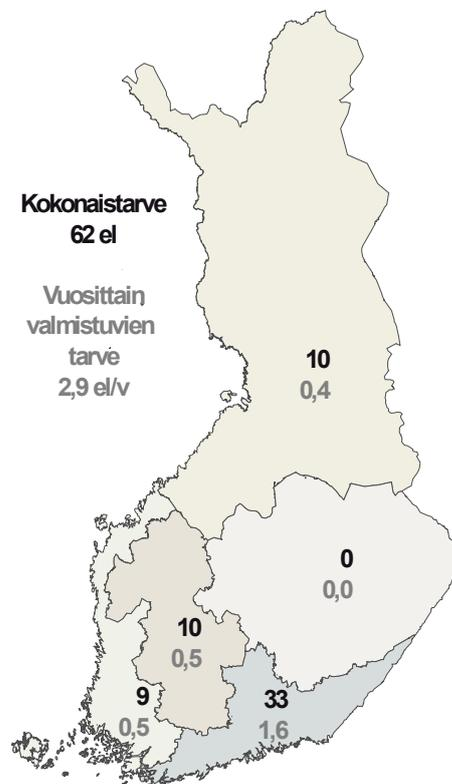 Kokonaistarve
62 el
Vuosittain
valmistuvien
tarve
2,9 el/v
10
0,4
0
0,0
10
0,5
9
0,5
33
1,6